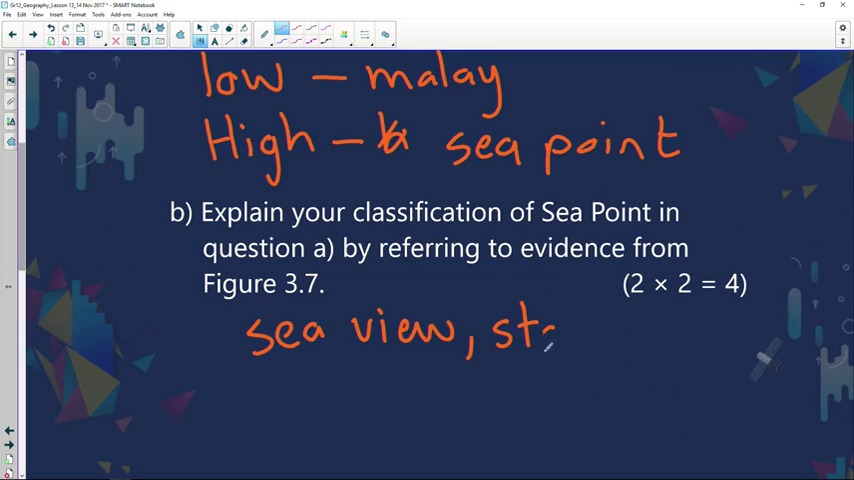 Gr12_Geography_Lesson 13_14 Nov 2017 * - SMART Notebook
File Edit View Insert Format Tools Add-ons Account Help
low – malay
High – sea point
b) Explain your classification of Sea Point in
question a) by referring to evidence from
Figure 3.7. (2 × 2 = 4)
sea view, str